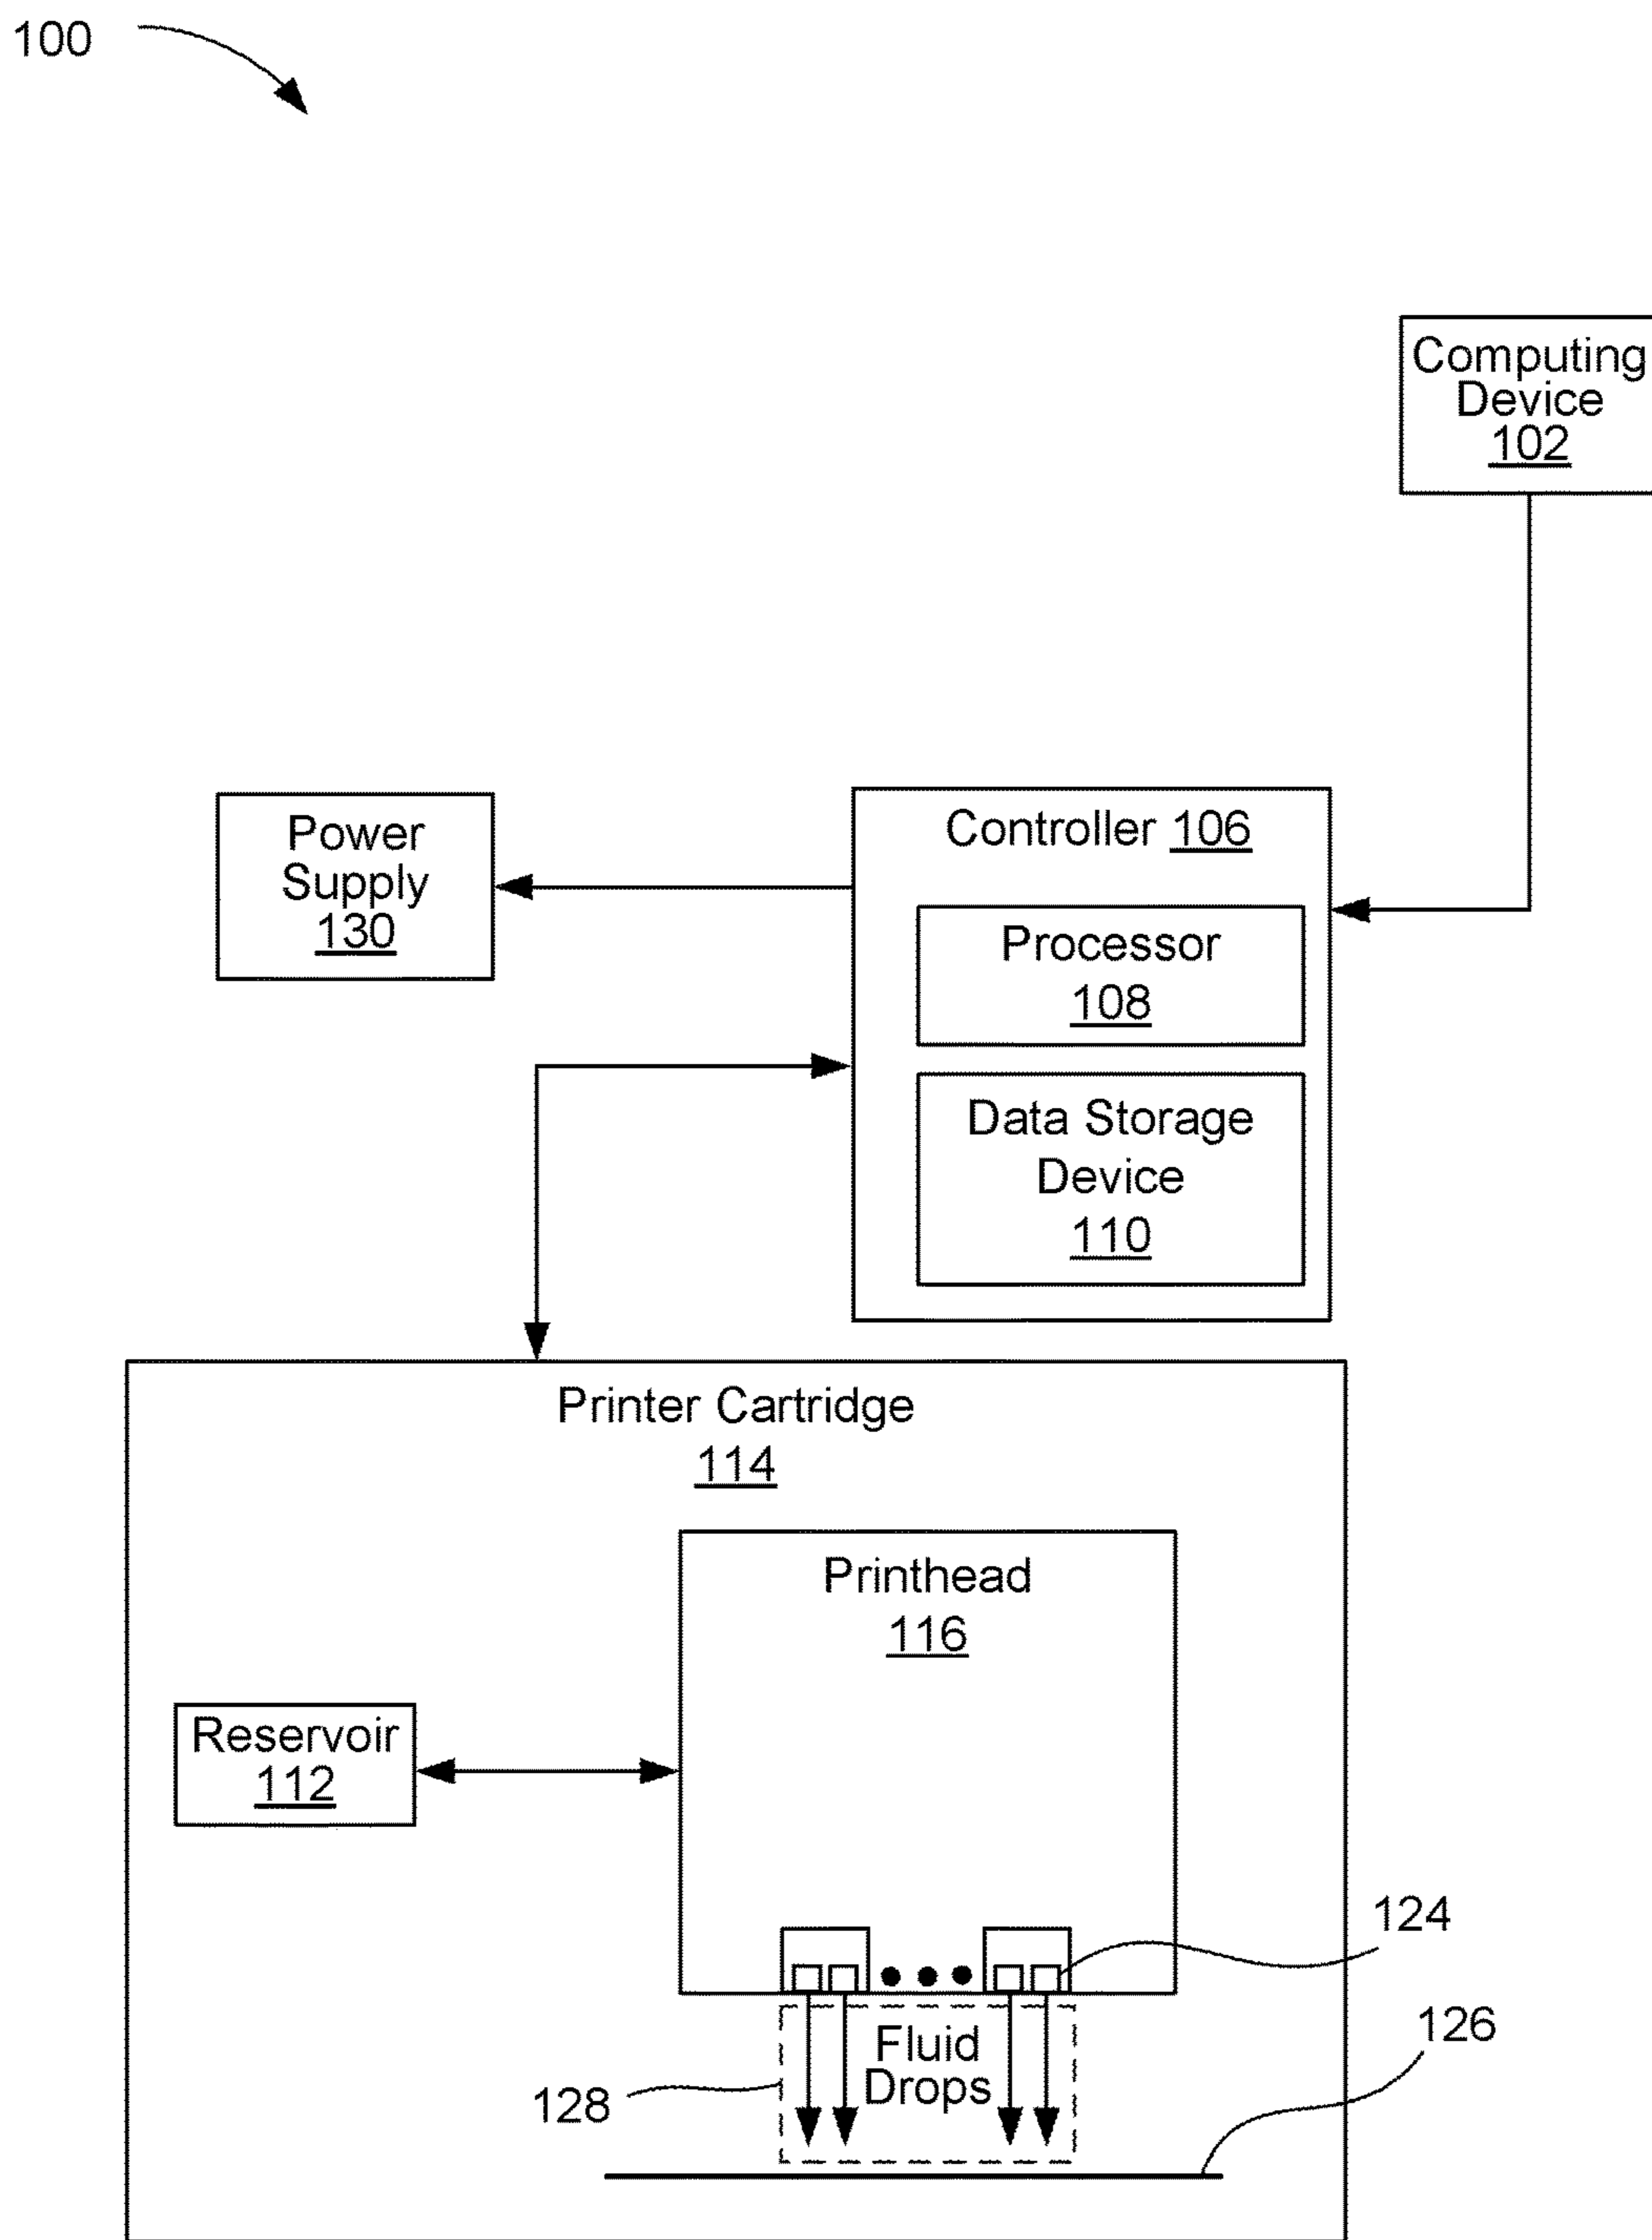 100
Computing
Device
102
Power
Supply
130
Controller 106
Processor
108
Data Storage
Device
110
Printer Cartridge
114
Printhead
116
Reservoir
112
124
Fluid
Drops
128
126